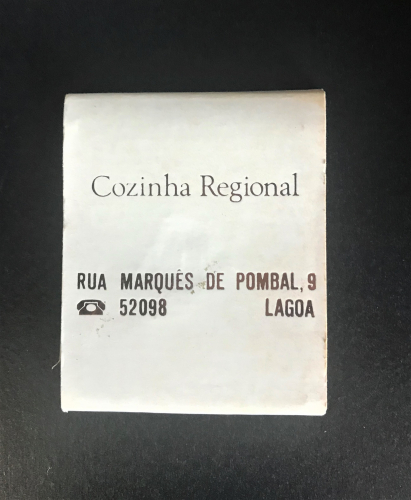 Cozinha Regional
RUA MARQUÊS DE POMBAL, 9
☎ 52098 LAGOA